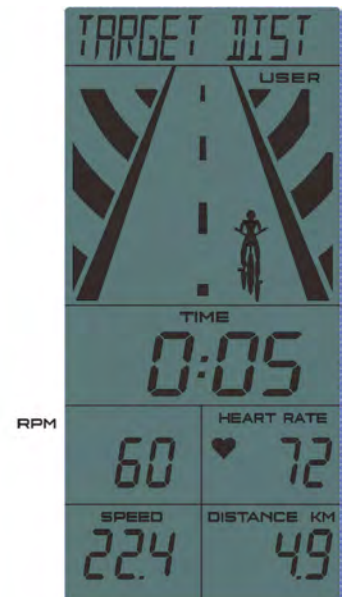 TARGET DIST
USER
TIME
0:05
RPM
HEART RATE
60
72
SPEED
DISTANCE KM
22.4
4.9